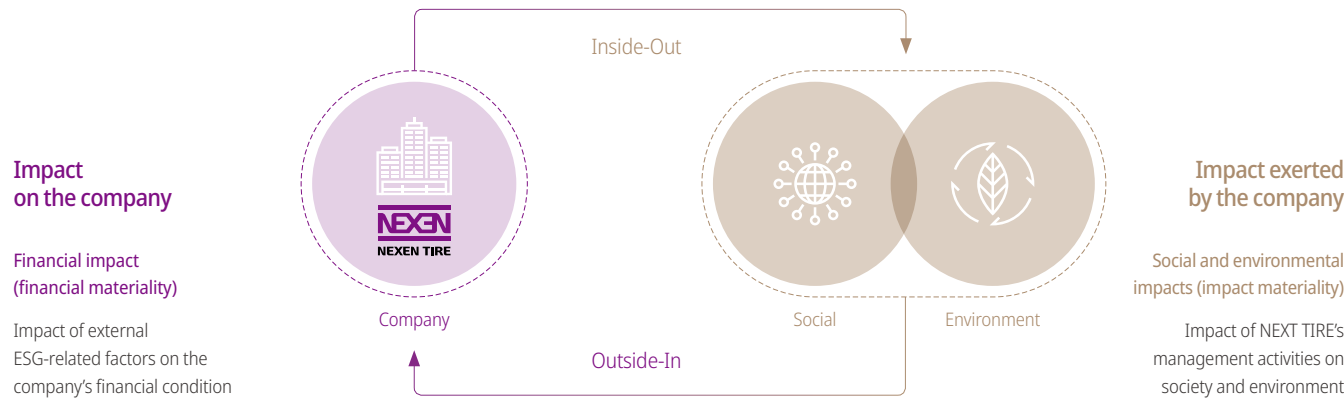 Inside-Out
Impact
on the company
Financial impact
(financial materiality)
Impact of external
ESG-related factors on the
company's financial condition
NEXEN
NEXEN TIRE
Company
Social
Environment
Outside-In
Impact exerted
by the company
Social and environmental
impacts (impact materiality)
Impact of NEXT TIRE's
management activities on
society and environment